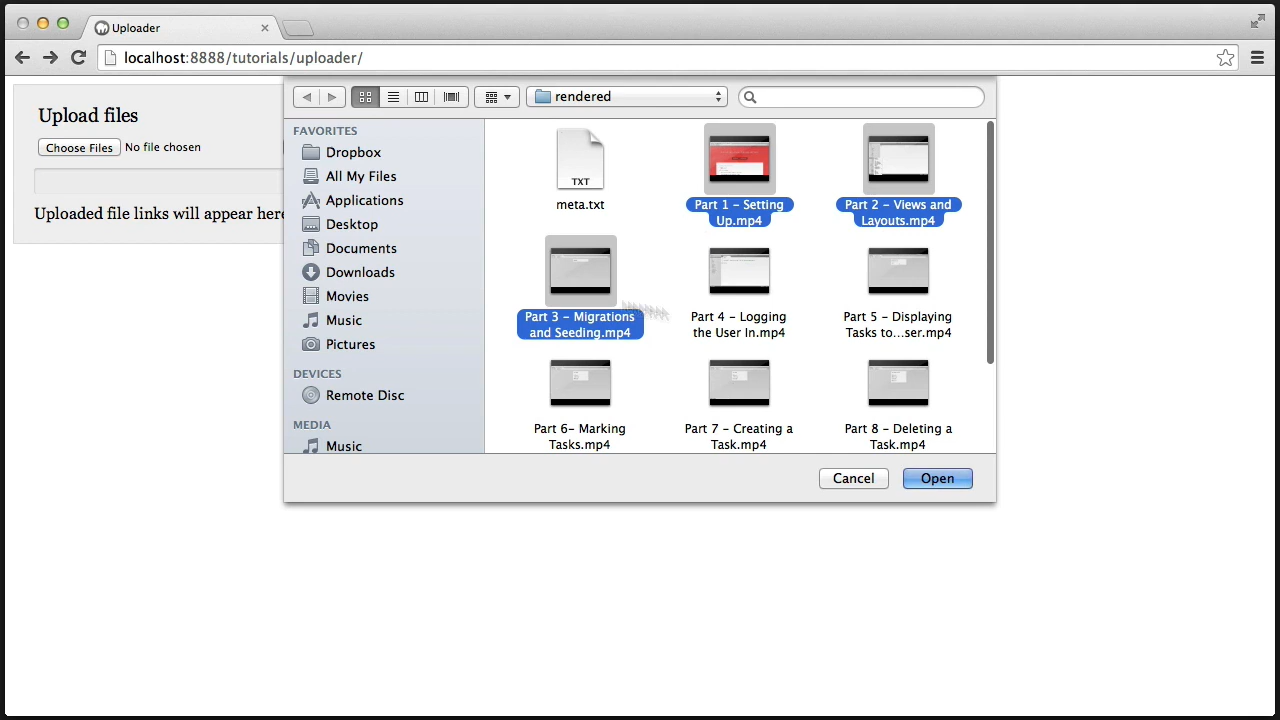 Uploader
localhost:8888/tutorials/uploader/
Upload files
Choose Files No file chosen
Uploaded file links will appear here
rendered
FAVORITES
Dropbox
All My Files
Applications
Desktop
Documents
Downloads
Movies
Music
Pictures
DEVICES
Remote Disc
MEDIA
Music
TXT
meta.txt
Part 1 – Setting
Up.mp4
Part 2 – Views and
Layouts.mp4
Part 3 – Migrations
and Seeding.mp4
Part 4 – Logging
the User In.mp4
Part 5 – Displaying
Tasks to...ser.mp4
Part 6– Marking
Tasks.mp4
Part 7 – Creating a
Task.mp4
Part 8 – Deleting a
Task.mp4
Cancel
Open